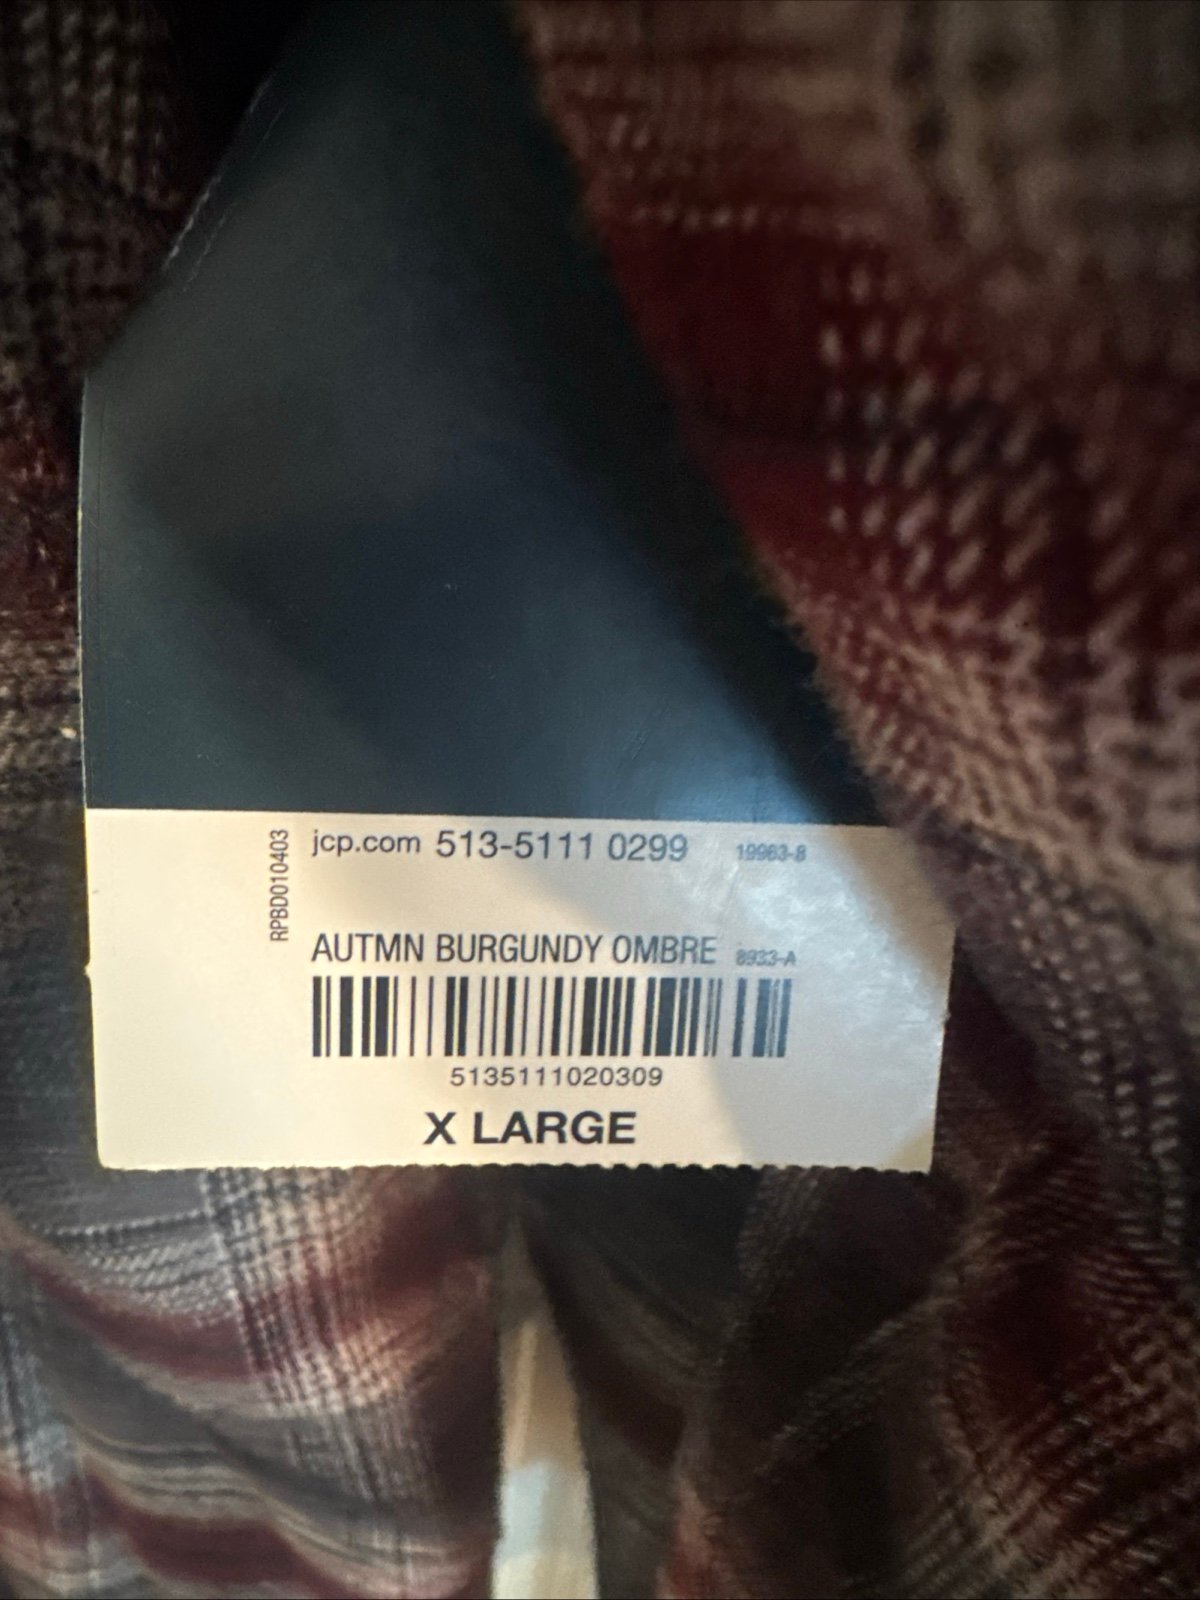 RPBD010403
jcp.com 513-5111 0299 19963-8
AUTMN BURGUNDY OMBRE 8933-A
5135111020309
X LARGE